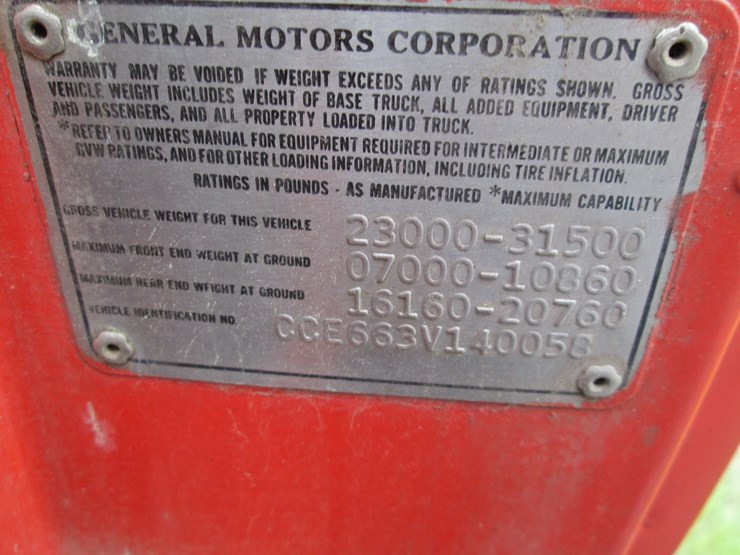 GENERAL MOTORS CORPORATION
WARRANTY MAY BE VOIDED IF WEIGHT EXCEEDS ANY OF RATINGS SHOWN. GROSS
VEHICLE WEIGHT INCLUDES WEIGHT OF BASE TRUCK, ALL ADDED EQUIPMENT, DRIVER
AND PASSENGERS, AND ALL PROPERTY LOADED INTO TRUCK.
*REFER TO OWNERS MANUAL FOR EQUIPMENT REQUIRED FOR INTERMEDIATE OR MAXIMUM
GVW RATINGS, AND FOR OTHER LOADING INFORMATION, INCLUDING TIRE INFLATION.
RATINGS IN POUNDS - AS MANUFACTURED *MAXIMUM CAPABILITY
GROSS VEHICLE WEIGHT FOR THIS VEHICLE 23000-31500
MAXIMUM FRONT END WEIGHT AT GROUND 07000-10860
MAXIMUM REAR END WEIGHT AT GROUND 16160-20760
VEHICLE IDENTIFICATION NO. CCE663V140058